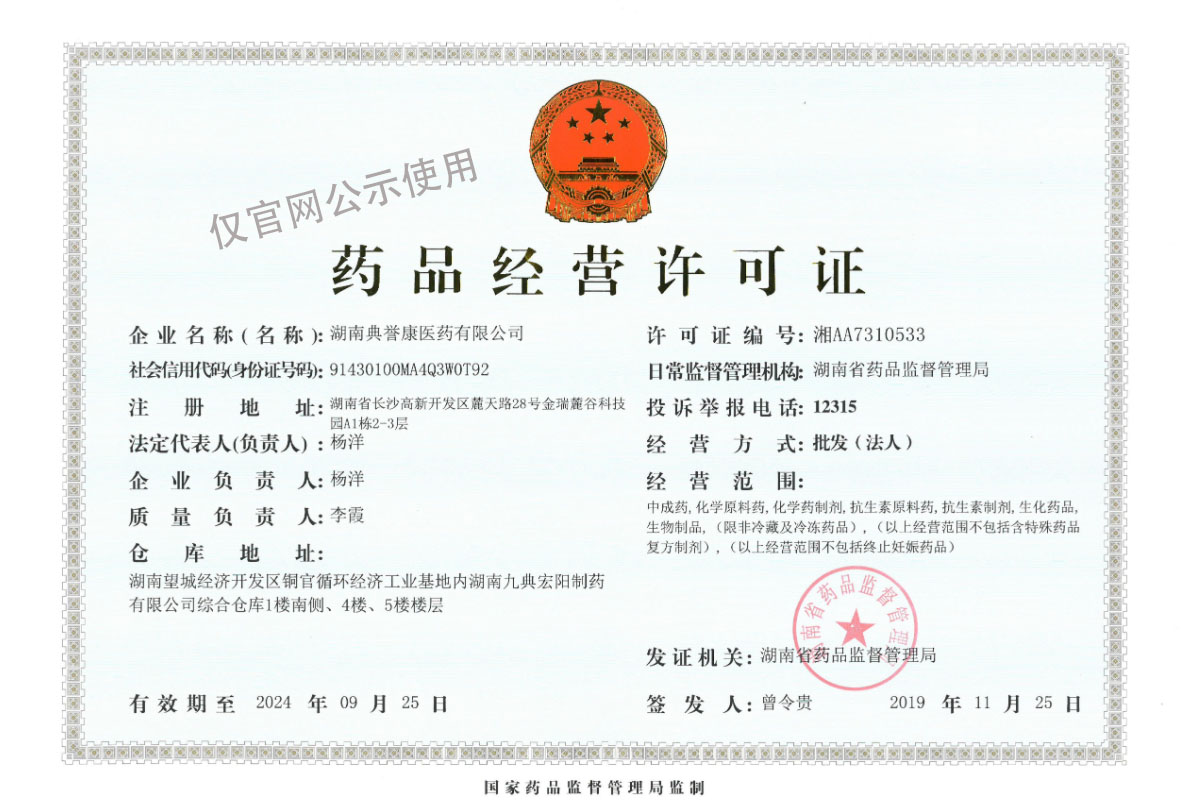 仅官网公示使用
药品经营许可证
企业名称(名称):湖南典誉康医药有限公司
许可证编号:湘AA7310533
社会信用代码(身份证号码):91430100MA4Q3W0T92
日常监督管理机构:湖南省药品监督管理局
注册地址:湖南省长沙高新开发区麓天路28号金瑞麓谷科技
园A1栋2-3层
投诉举报电话:12315
法定代表人(负责人):杨洋
经营方式:批发(法人)
企业负责人:杨洋
经营范围:
中成药,化学原料药,化学药制剂,抗生素原料药,抗生素制剂,生化药品,
生物制品,(限非冷藏及冷冻药品),(以上经营范围不包括含特殊药品
复方制剂),(以上经营范围不包括终止妊娠药品)
质量负责人:李霞
仓库地址:
湖南望城经济开发区铜官循环经济工业基地内湖南九典宏阳制药
有限公司综合仓库1楼南侧、4楼、5楼楼层
湖南省药品监督管理局
发证机关:湖南省药品监督管理局
有效期至 2024 年 09 月 25 日
签发人:曾令贵 2019 年 11 月 25 日
国家药品监督管理局监制